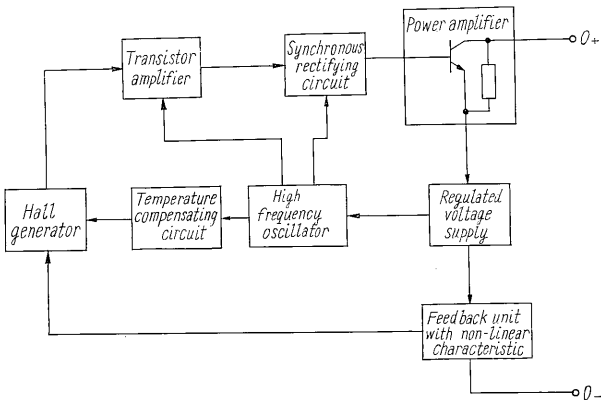 Power amplifier
O+
Transistor
amplifier
Synchronous
rectifying
circuit
Hall
generator
Temperature
compensating
circuit
High
frequency
oscillator
Regulated
voltage
supply
Feedback unit
with non-linear
characteristic
O-